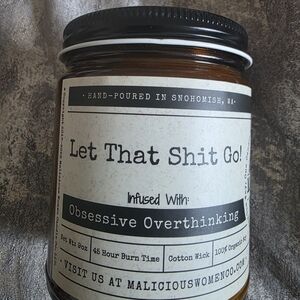 · HAND-POURED IN SNOHOMISH, WA ·
Let That Shit Go!
Infused With:
Obsessive Overthinking
Net Wt: 9oz | 45 Hour Burn Time | Cotton Wick | 100% Organic
· VISIT US AT MALICIOUSWOMENCO.COM